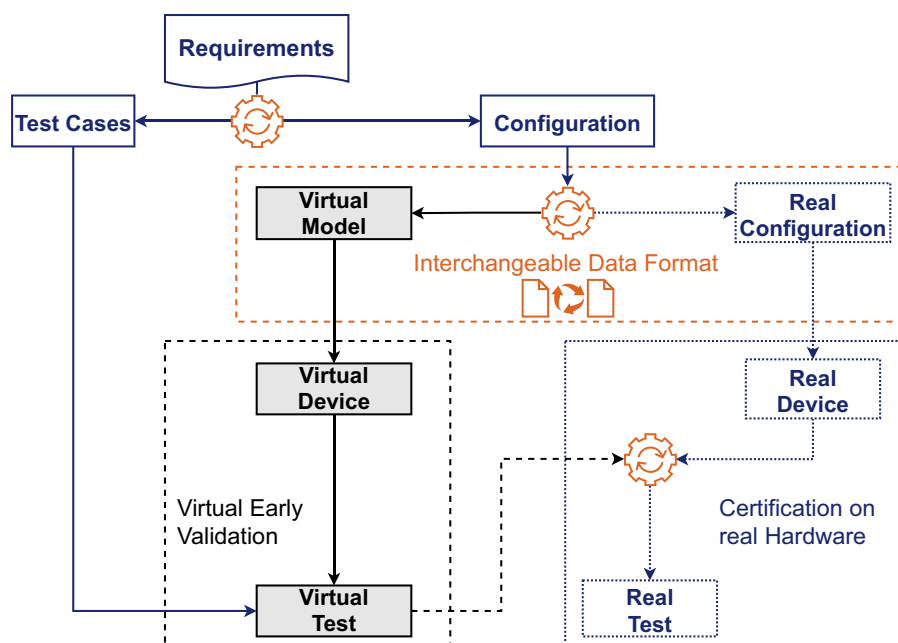 Requirements
Test Cases
Configuration
Virtual
Model
Real
Configuration
Interchangeable Data Format
Virtual
Device
Real
Device
Virtual Early
Validation
Certification on
real Hardware
Virtual
Test
Real
Test